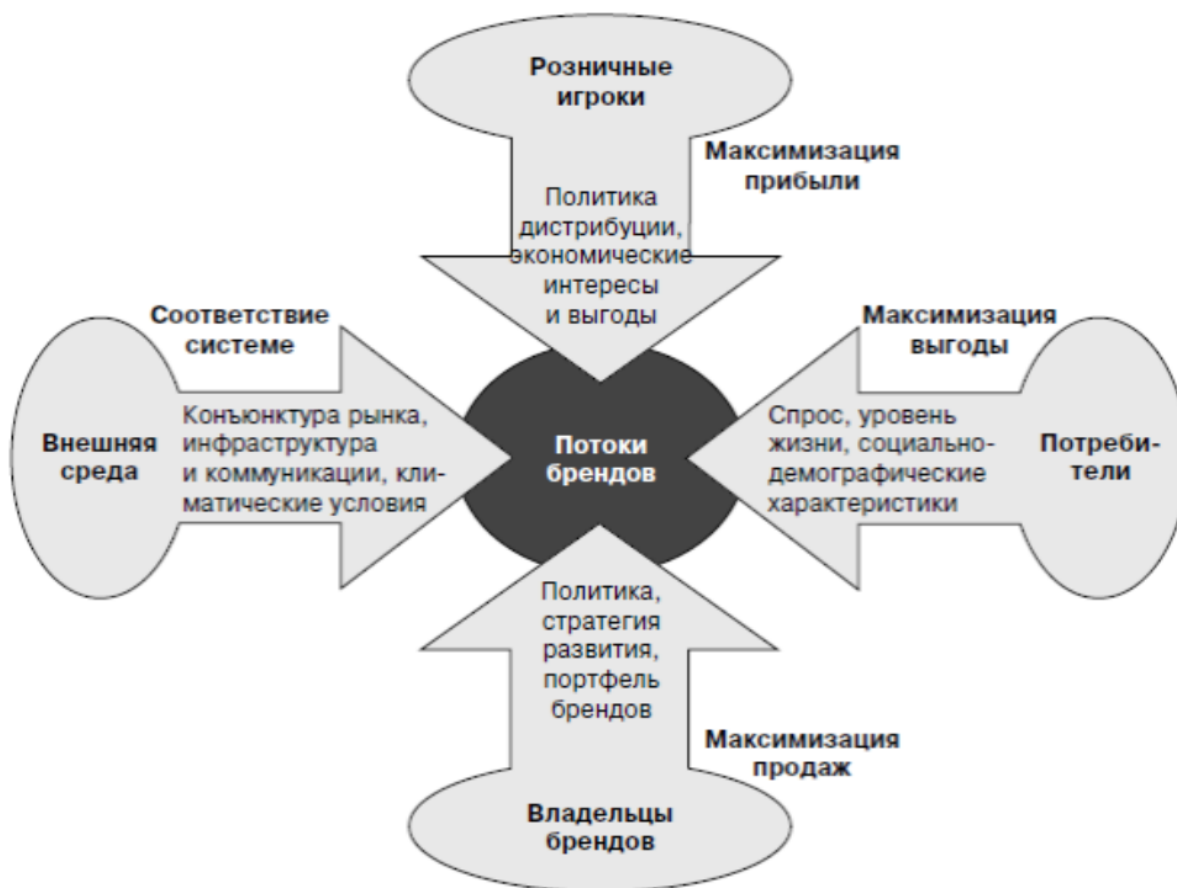 Розничные
игроки
Максимизация
прибыли
Политика
дистрибуции,
экономические
интересы
и выгоды
Соответствие
системе
Максимизация
выгоды
Внешняя
среда
Конъюнктура рынка,
инфраструктура
и коммуникации, кли-
матические условия
Потоки
брендов
Спрос, уровень
жизни, социально-
демографические
характеристики
Потреби-
тели
Политика,
стратегия
развития,
портфель
брендов
Максимизация
продаж
Владельцы
брендов